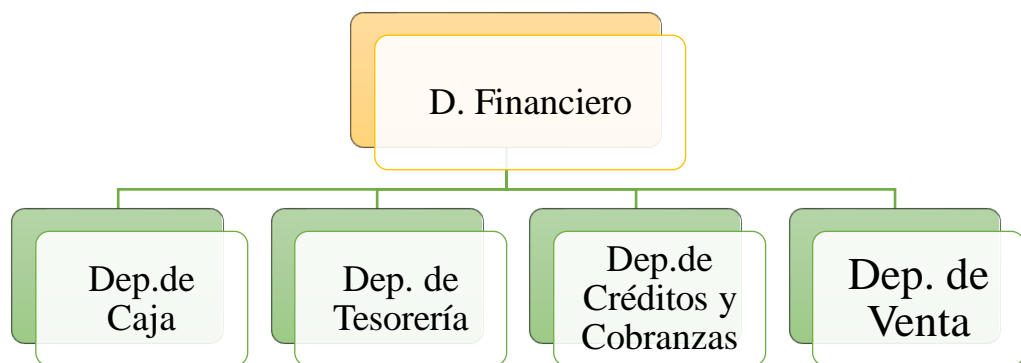 D. Financiero
Dep.de
Caja
Dep. de
Tesorería
Dep.de
Créditos y
Cobranzas
Dep. de
Venta